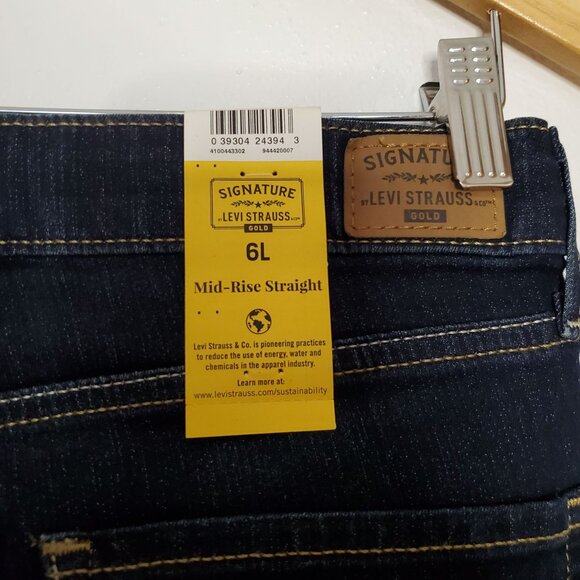 0 39304 24394 3
4100443302 944420007
SIGNATURE
BY LEVI STRAUSS & CO.™
GOLD
6L
Mid-Rise Straight
Levi Strauss & Co. is pioneering practices
to reduce the use of energy, water and
chemicals in the apparel industry.
Learn more at:
www.levistrauss.com/sustainability
SIGNATURE
BY LEVI STRAUSS & CO.™
GOLD